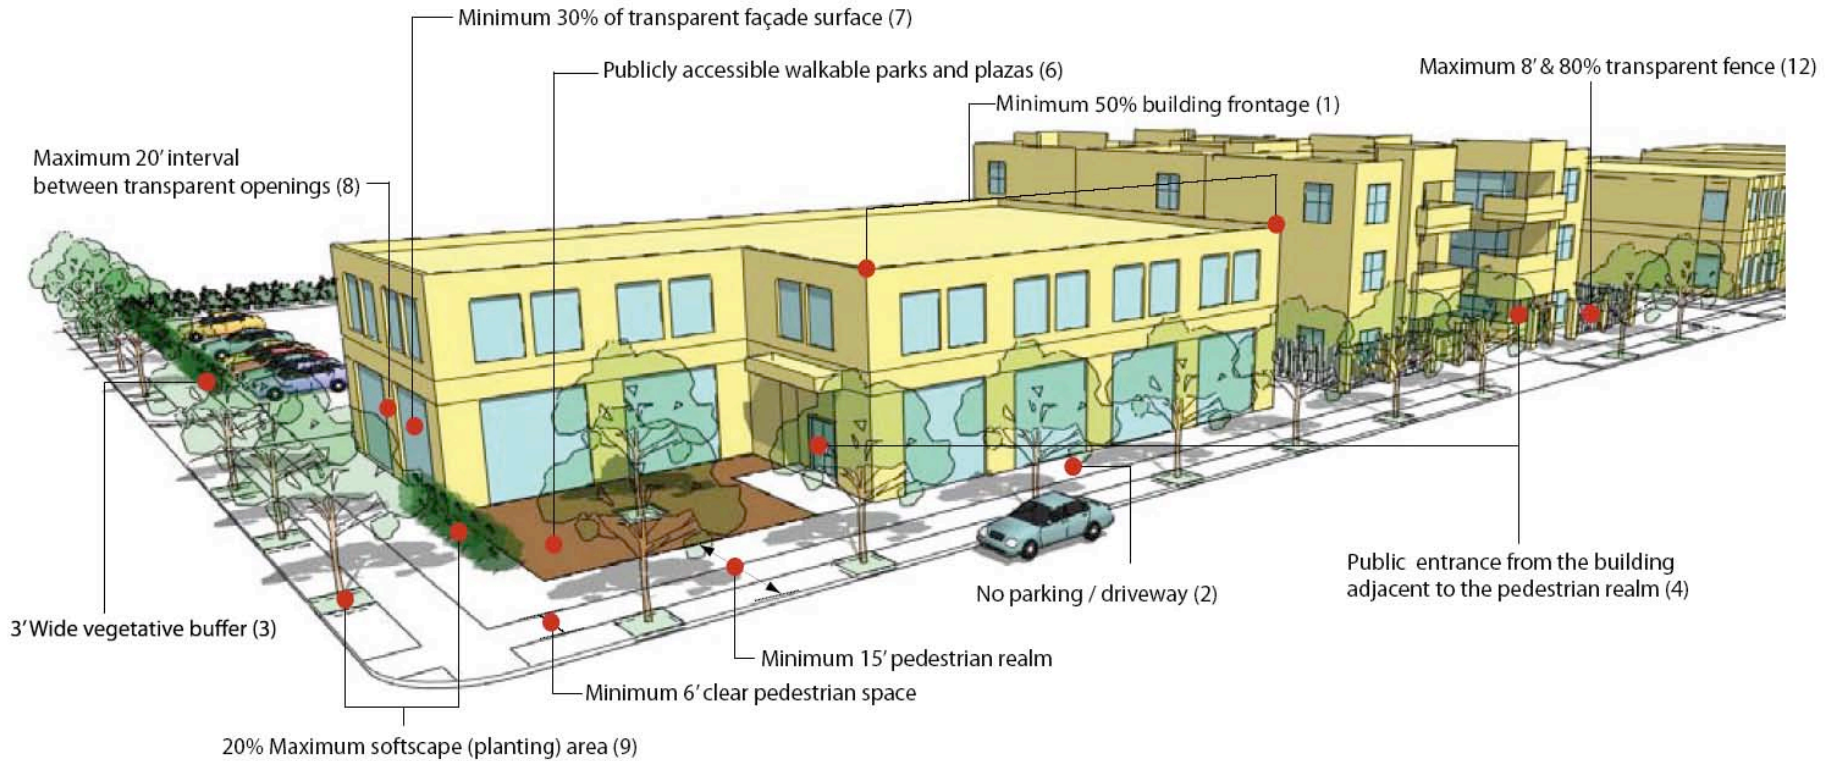 Minimum 30% of transparent façade surface (7)
Publicly accessible walkable parks and plazas (6)
Maximum 8' & 80% transparent fence (12)
Minimum 50% building frontage (1)
Maximum 20' interval
between transparent openings (8)
No parking / driveway (2)
Public entrance from the building
adjacent to the pedestrian realm (4)
3' Wide vegetative buffer (3)
Minimum 15' pedestrian realm
Minimum 6' clear pedestrian space
20% Maximum softscape (planting) area (9)